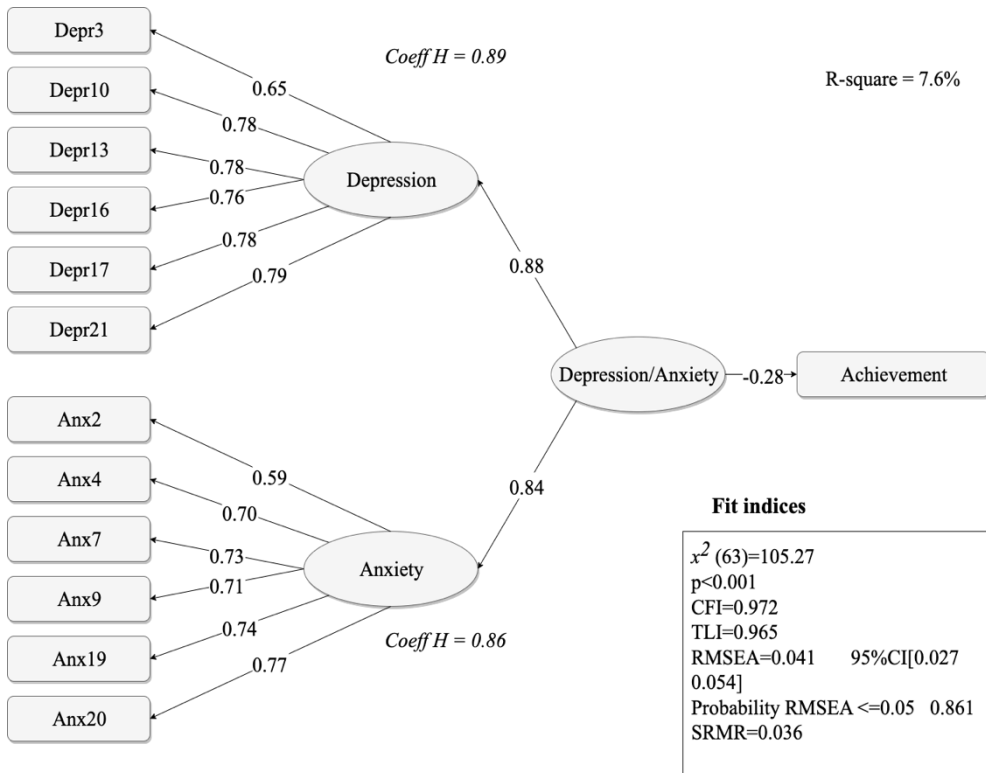 Depr3
Coeff H = 0.89
R-square = 7.6%
0.65
Depr10
0.78
Depr13
0.78
Depression
Depr16
0.76
Depr17
0.78
0.79
Depr21
0.88
Depression/Anxiety
-0.28
Achievement
Anx2
0.59
Anx4
0.70
0.84
Anx7
0.73
Anxiety
Anx9
0.71
Anx19
0.74
Coeff H = 0.86
0.77
Anx20
Fit indices
x² (63)=105.27
p<0.001
CFI=0.972
TLI=0.965
RMSEA=0.041 95%CI[0.027
0.054]
Probability RMSEA <=0.05 0.861
SRMR=0.036